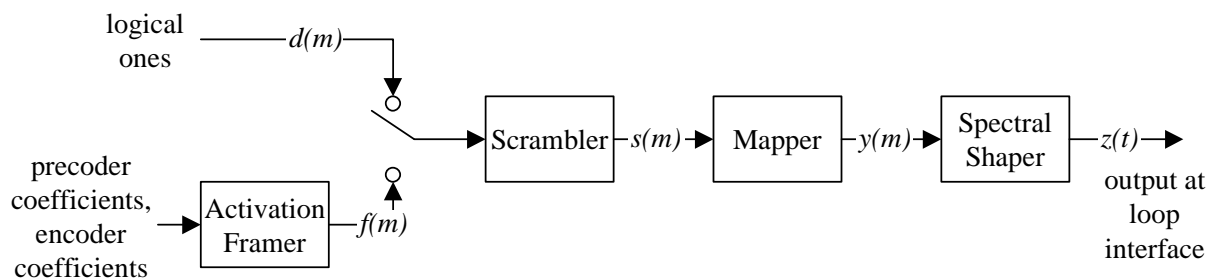 logical
ones
d(m)
Scrambler
s(m)
Mapper
y(m)
Spectral
Shaper
z(t)
output at
loop
interface
precoder
coefficients,
encoder
coefficients
Activation
Framer
f(m)